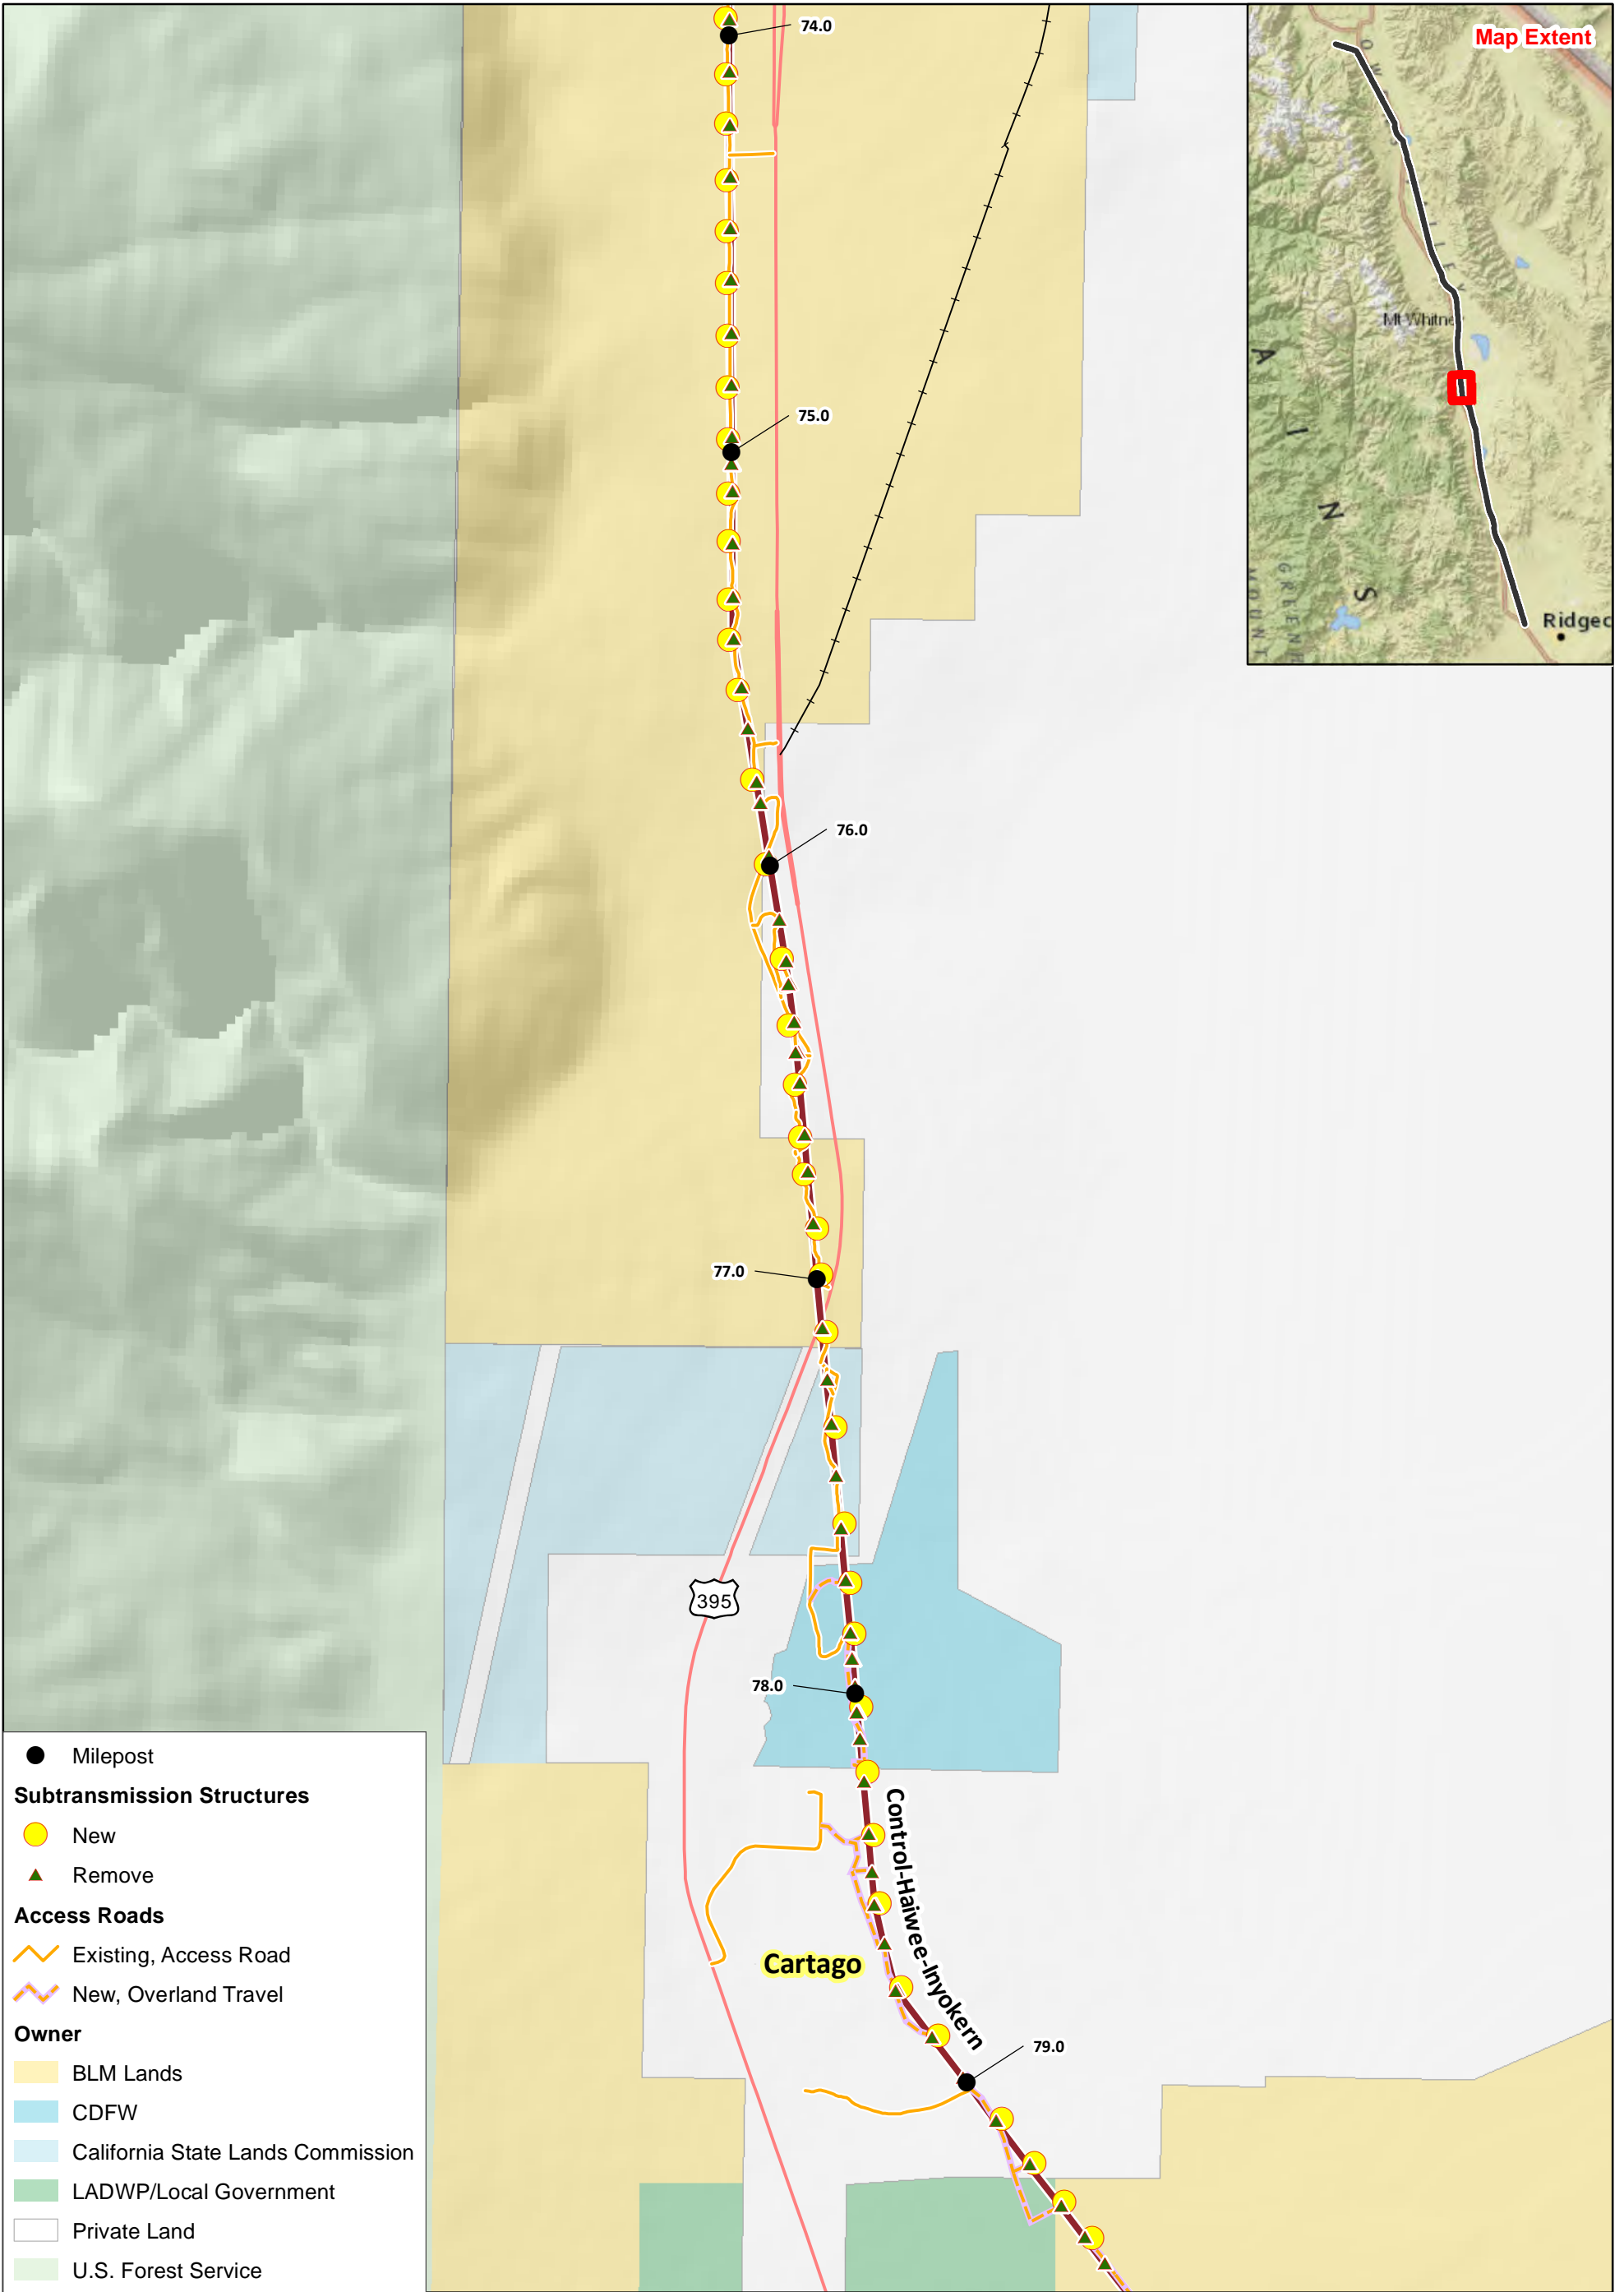 74.0
Map Extent
O
W
L
L
E
Y
Mt Whitney
A
I
N
S
GREENH
MOUNT
Ridgec
75.0
76.0
77.0
395
78.0
Control-Haiwee-Inyokern
Cartago
79.0
Milepost
Subtransmission Structures
New
Remove
Access Roads
Existing, Access Road
New, Overland Travel
Owner
BLM Lands
CDFW
California State Lands Commission
LADWP/Local Government
Private Land
U.S. Forest Service